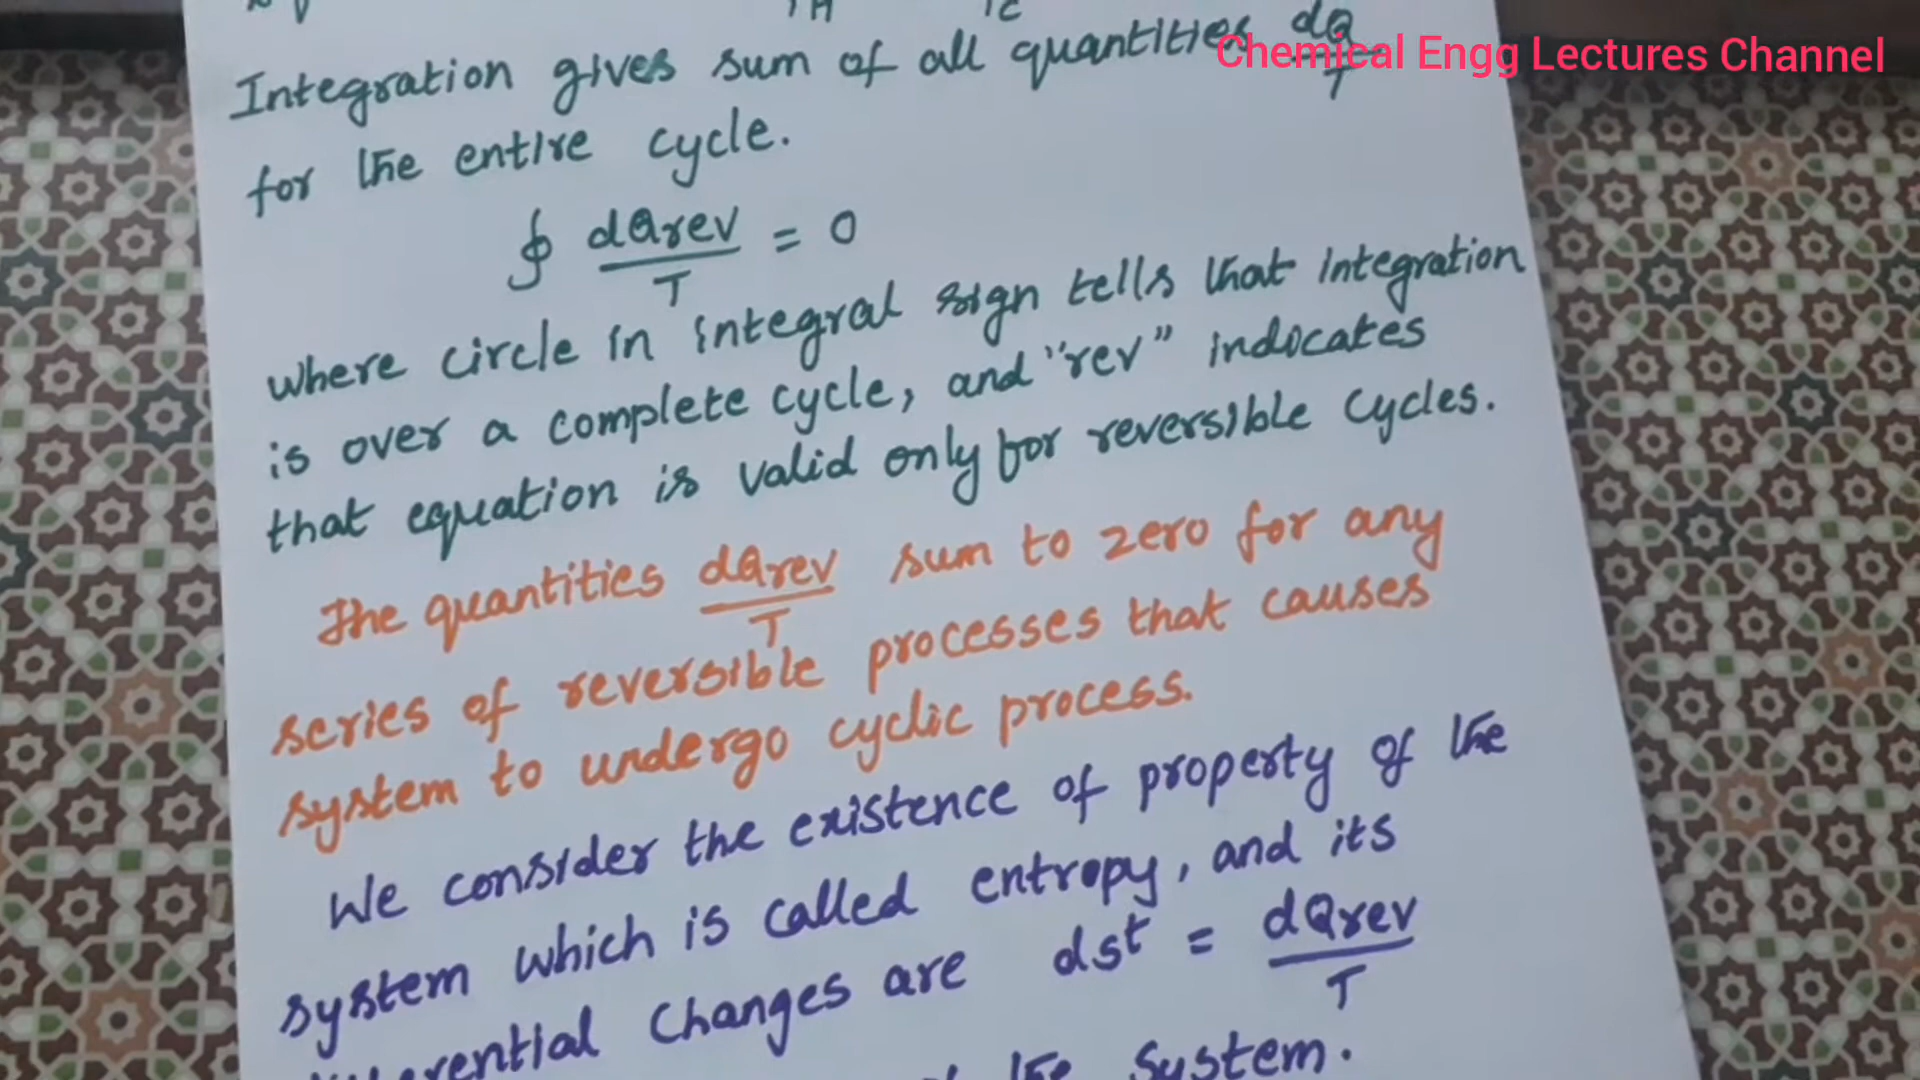 Integration gives sum of all quantities dQ/T
Chemical Engg Lectures Channel
for the entire cycle.
∮ dQrev/T = 0
where circle in integral sign tells that integration
is over a complete cycle, and "rev" indicates
that equation is valid only for reversible cycles.
The quantities dQrev/T sum to zero for any
series of reversible processes that causes
system to undergo cyclic process.
We consider the existence of property of the
system which is called entropy, and its
changes are dSᵗ = dQrev/T
the system.